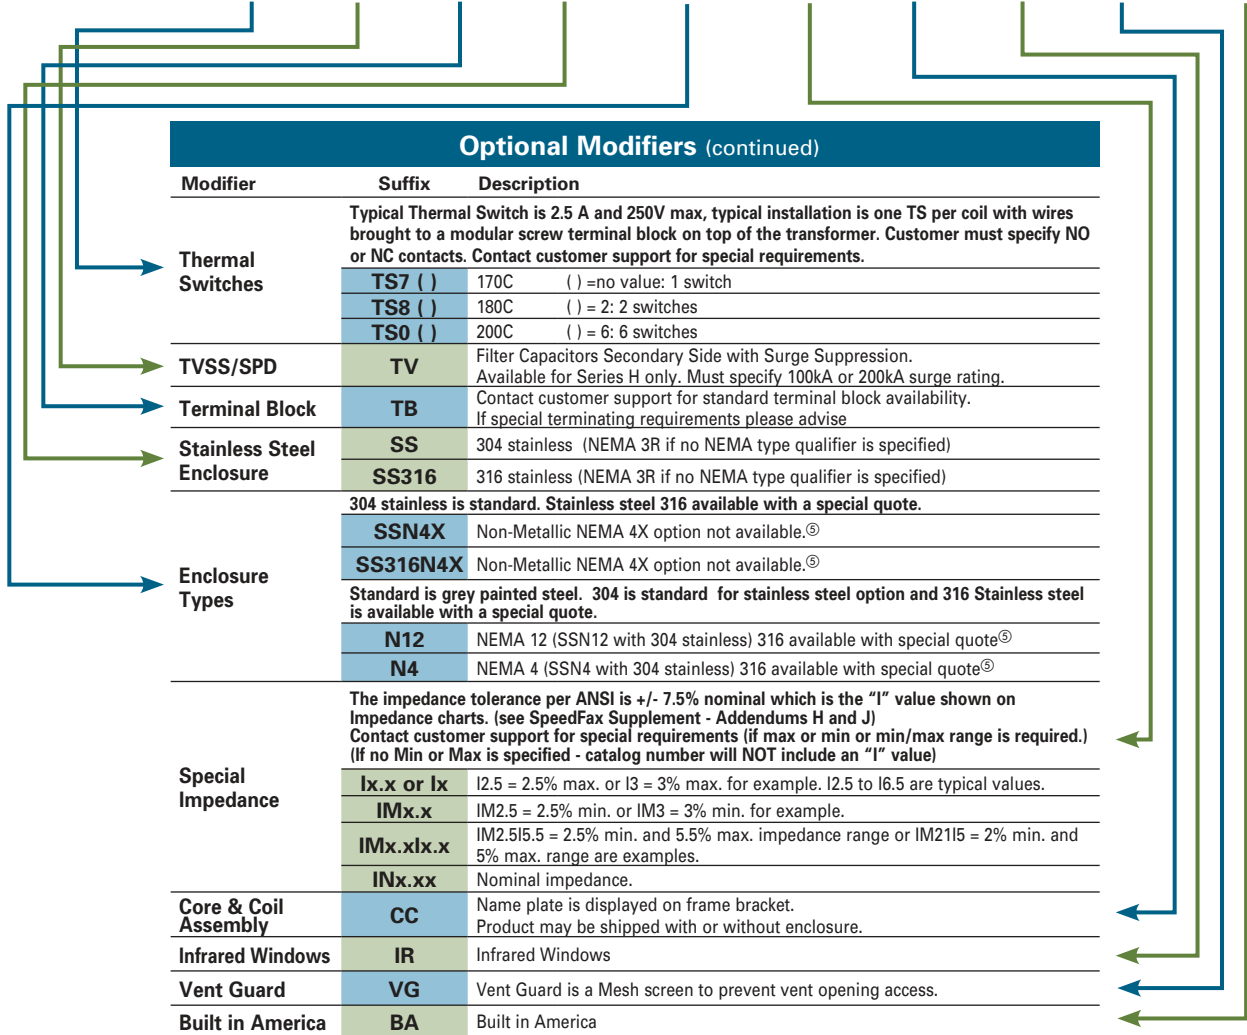 Optional Modifiers (continued)
Modifier Suffix Description
Thermal
Switches
Typical Thermal Switch is 2.5 A and 250V max, typical installation is one TS per coil with wires
brought to a modular screw terminal block on top of the transformer. Customer must specify NO
or NC contacts. Contact customer support for special requirements.
TS7 ( ) 170C ( ) =no value: 1 switch
TS8 ( ) 180C ( ) = 2: 2 switches
TS0 ( ) 200C ( ) = 6: 6 switches
TVSS/SPD TV
Filter Capacitors Secondary Side with Surge Suppression.
Available for Series H only. Must specify 100kA or 200kA surge rating.
Terminal Block TB
Contact customer support for standard terminal block availability.
If special terminating requirements please advise
Stainless Steel
Enclosure
SS 304 stainless (NEMA 3R if no NEMA type qualifier is specified)
SS316 316 stainless (NEMA 3R if no NEMA type qualifier is specified)
Enclosure
Types
304 stainless is standard. Stainless steel 316 available with a special quote.
SSN4X Non-Metallic NEMA 4X option not available.⑤
SS316N4X Non-Metallic NEMA 4X option not available.⑤
Standard is grey painted steel. 304 is standard for stainless steel option and 316 Stainless steel
is available with a special quote.
N12 NEMA 12 (SSN12 with 304 stainless) 316 available with special quote⑤
N4 NEMA 4 (SSN4 with 304 stainless) 316 available with special quote⑤
Special
Impedance
The impedance tolerance per ANSI is +/- 7.5% nominal which is the “I” value shown on
Impedance charts. (see SpeedFax Supplement - Addendums H and J)
Contact customer support for special requirements (if max or min or min/max range is required.)
(If no Min or Max is specified - catalog number will NOT include an “I” value)
Ix.x or Ix I2.5 = 2.5% max. or I3 = 3% max. for example. I2.5 to I6.5 are typical values.
IMx.x IM2.5 = 2.5% min. or IM3 = 3% min. for example.
IMx.xIx.x IM2.5I5.5 = 2.5% min. and 5.5% max. impedance range or IM21I5 = 2% min. and
5% max. range are examples.
INx.xx Nominal impedance.
Core & Coil
Assembly
CC Name plate is displayed on frame bracket.
Product may be shipped with or without enclosure.
Infrared Windows IR Infrared Windows
Vent Guard VG Vent Guard is a Mesh screen to prevent vent opening access.
Built in America BA Built in America